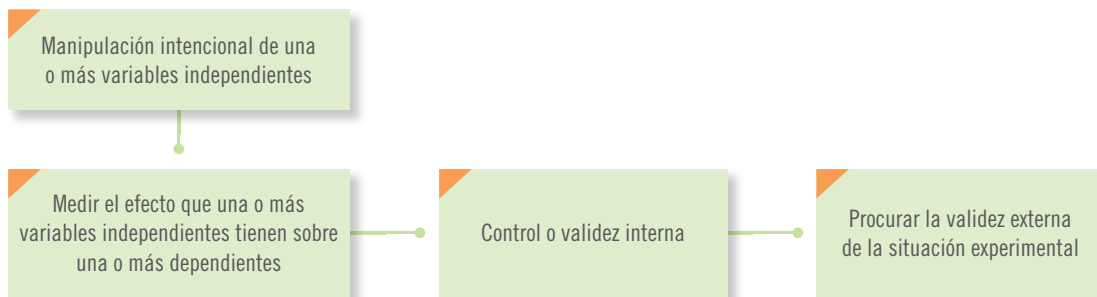 Manipulación intencional de una
o más variables independientes
Medir el efecto que una o más
variables independientes tienen sobre
una o más dependientes
Control o validez interna
Procurar la validez externa
de la situación experimental